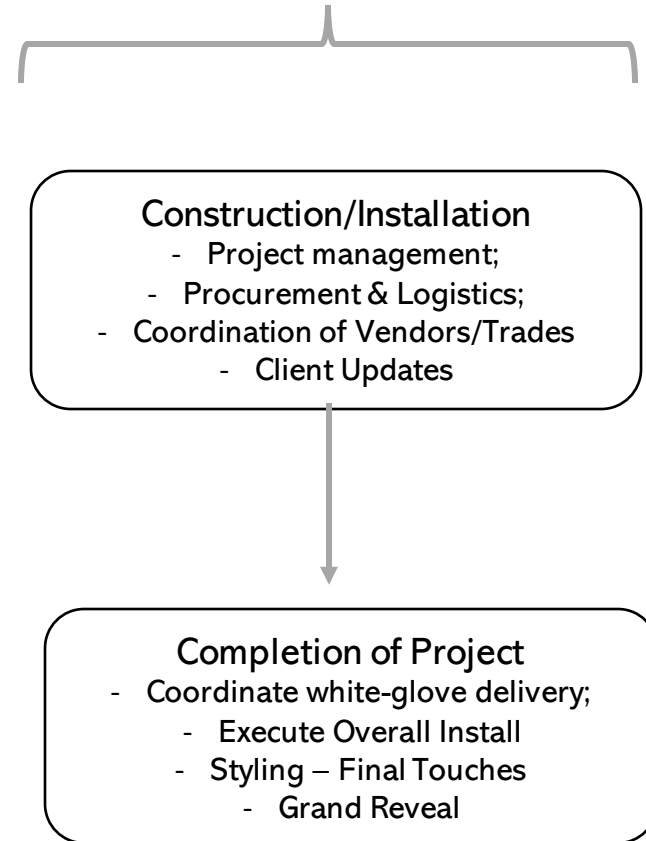 Construction/Installation
- Project management;
- Procurement & Logistics;
- Coordination of Vendors/Trades
- Client Updates
Completion of Project
- Coordinate white-glove delivery;
- Execute Overall Install
- Styling – Final Touches
- Grand Reveal